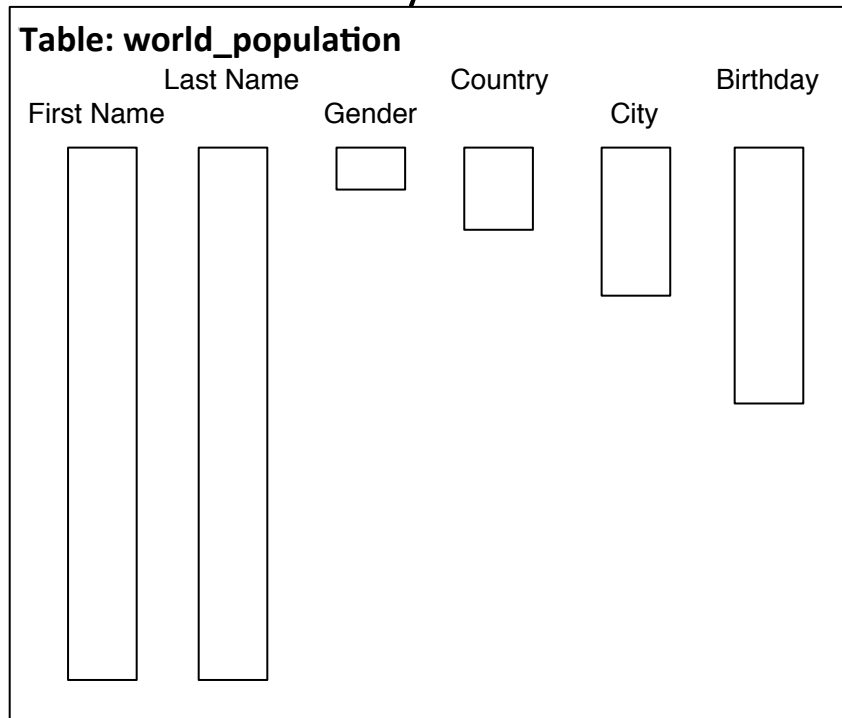 Table: world_population
Last Name Country Birthday
First Name Gender City